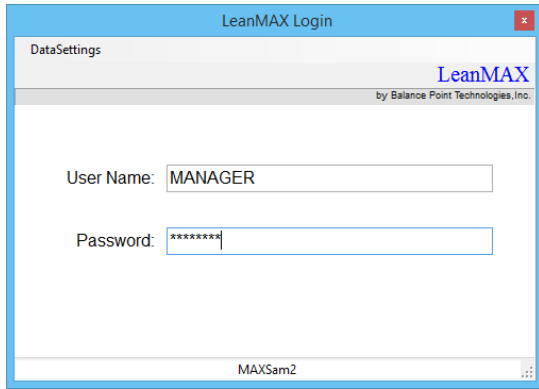 LeanMAX Login
x
DataSettings
LeanMAX
by Balance Point Technologies,Inc.
User Name: MANAGER
Password: ********
MAXSam2